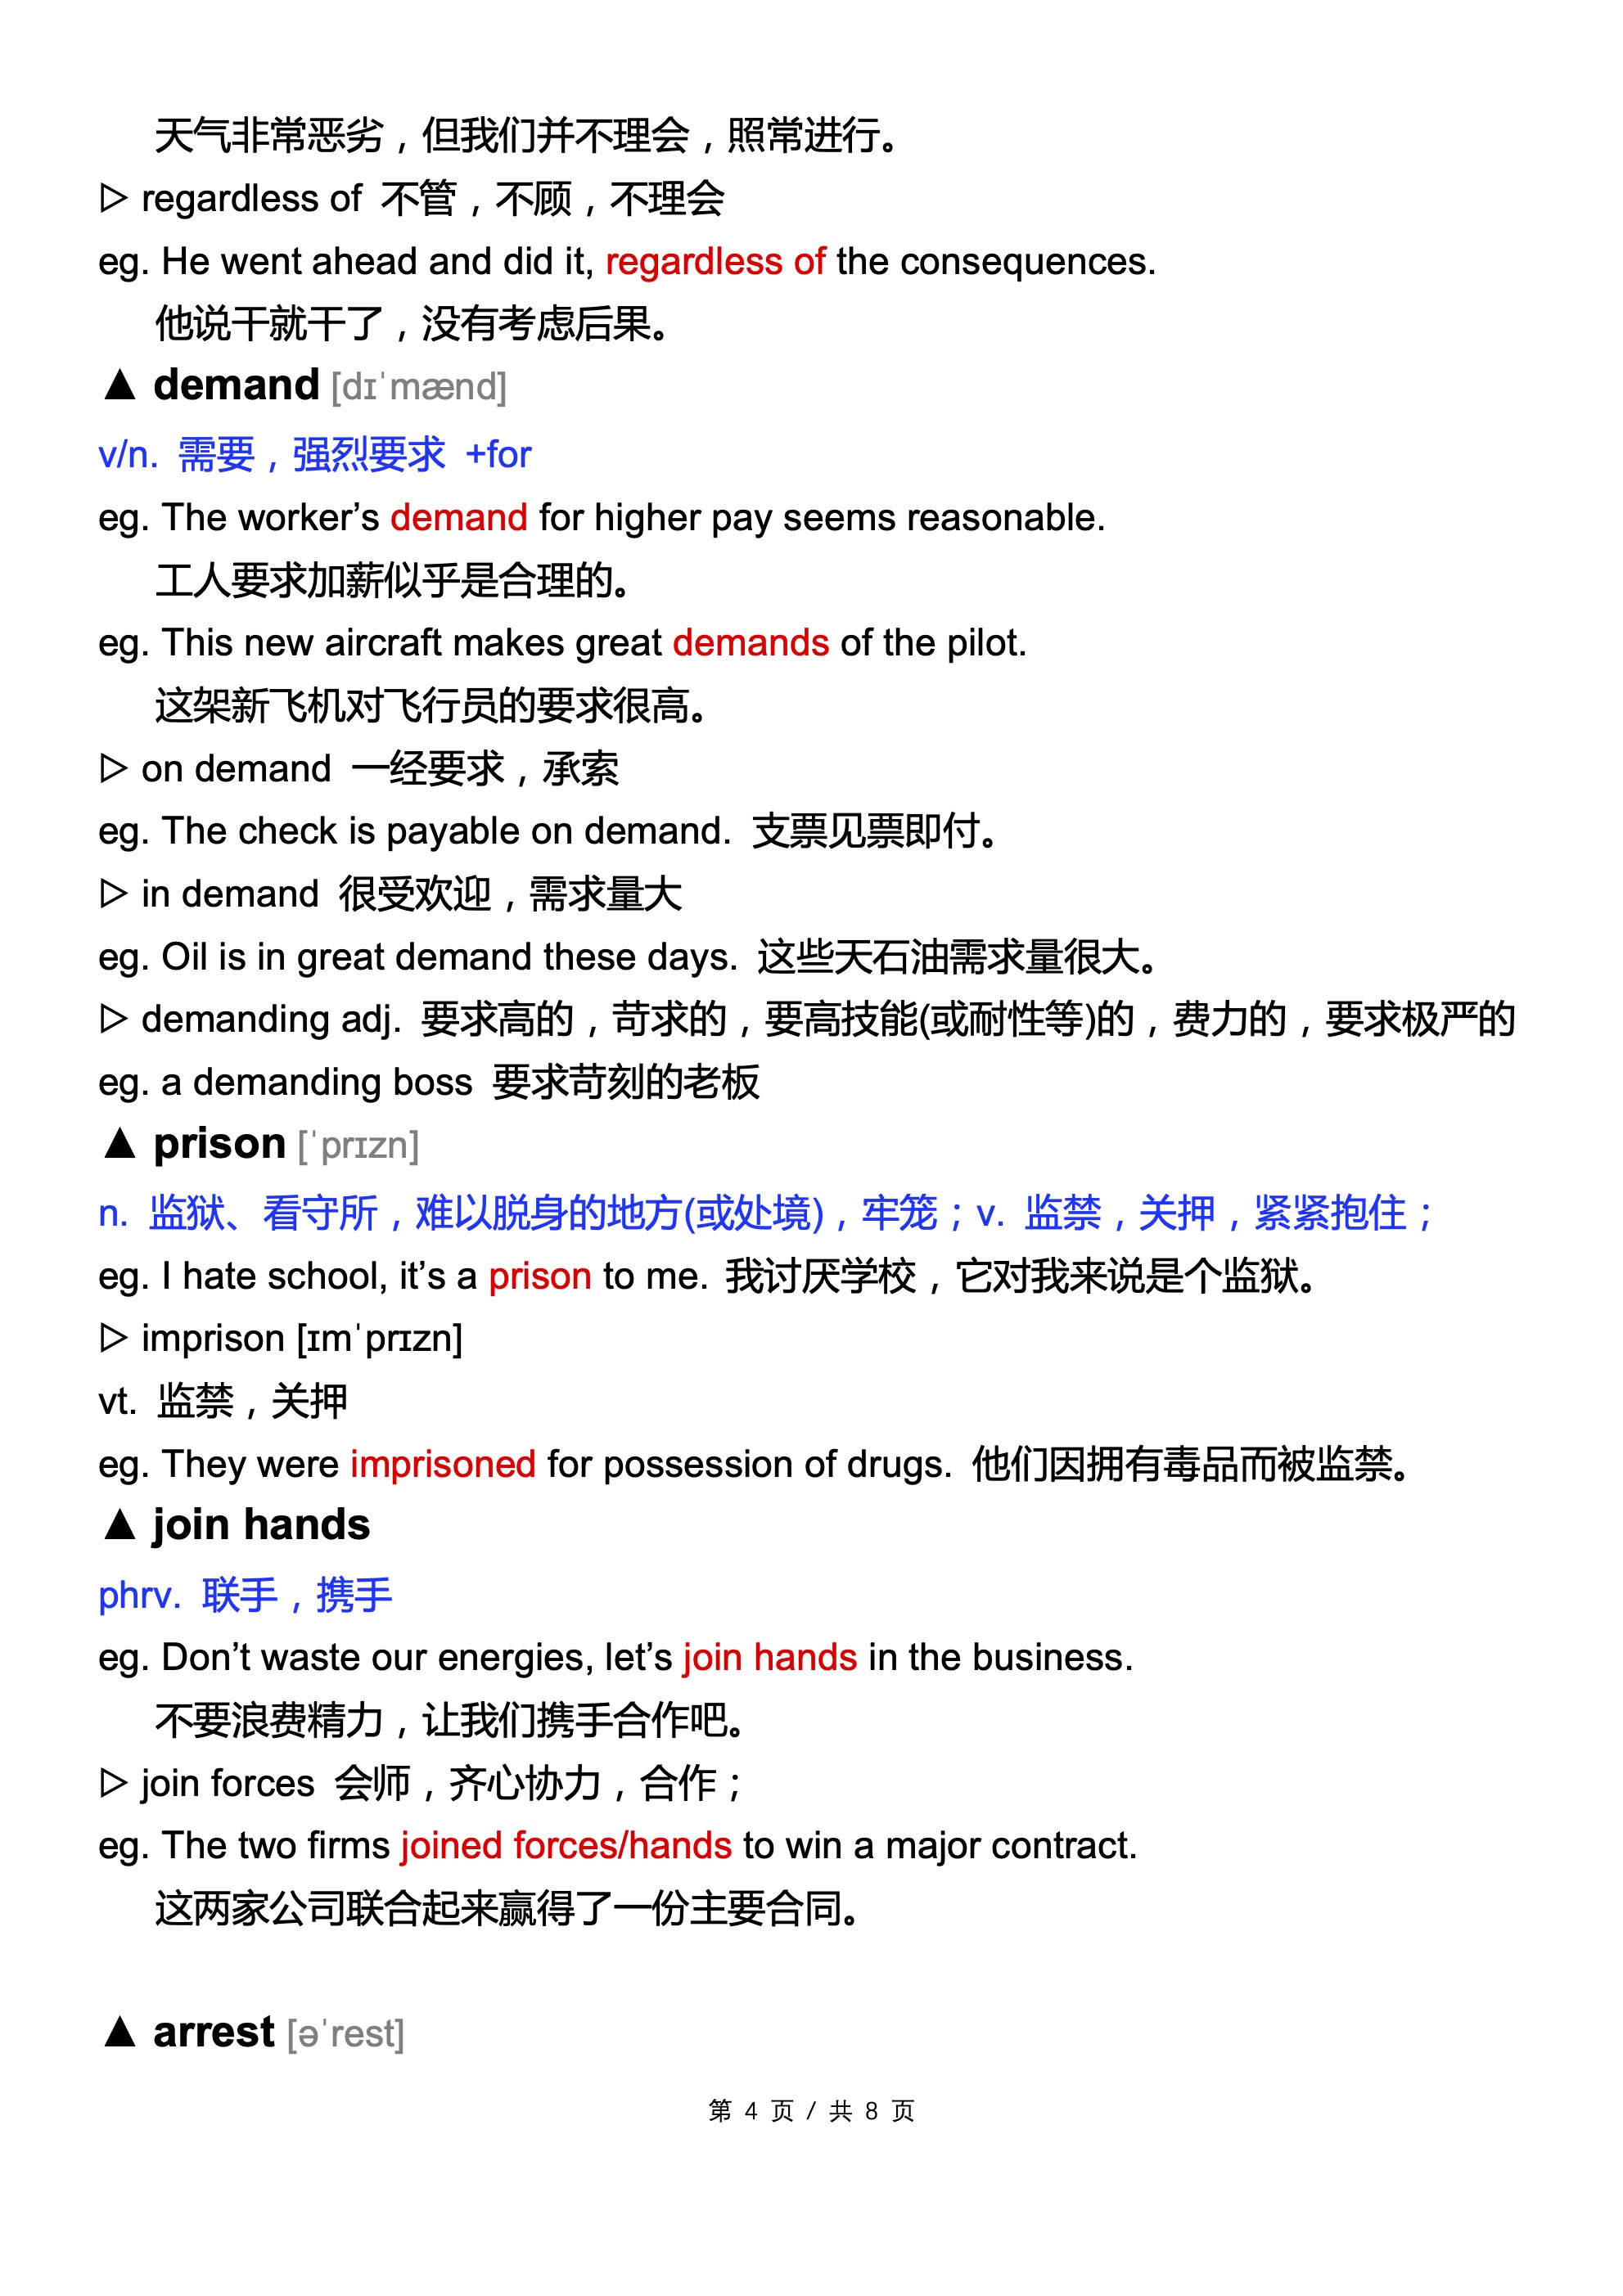 天气非常恶劣，但我们并不理会，照常进行。
▷ regardless of 不管，不顾，不理会
eg. He went ahead and did it, regardless of the consequences.
他说干就干了，没有考虑后果。
▲ demand [dɪˈmænd]
v/n. 需要，强烈要求 +for
eg. The worker’s demand for higher pay seems reasonable.
工人要求加薪似乎是合理的。
eg. This new aircraft makes great demands of the pilot.
这架新飞机对飞行员的要求很高。
▷ on demand 一经要求，承索
eg. The check is payable on demand. 支票见票即付。
▷ in demand 很受欢迎，需求量大
eg. Oil is in great demand these days. 这些天石油需求量很大。
▷ demanding adj. 要求高的，苛求的，要高技能(或耐性等)的，费力的，要求极严的
eg. a demanding boss 要求苛刻的老板
▲ prison [ˈprɪzn]
n. 监狱、看守所，难以脱身的地方(或处境)，牢笼；v. 监禁，关押，紧紧抱住；
eg. I hate school, it’s a prison to me. 我讨厌学校，它对我来说是个监狱。
▷ imprison [ɪmˈprɪzn]
vt. 监禁，关押
eg. They were imprisoned for possession of drugs. 他们因拥有毒品而被监禁。
▲ join hands
phrv. 联手，携手
eg. Don’t waste our energies, let’s join hands in the business.
不要浪费精力，让我们携手合作吧。
▷ join forces 会师，齐心协力，合作；
eg. The two firms joined forces/hands to win a major contract.
这两家公司联合起来赢得了一份主要合同。
▲ arrest [əˈrest]
第 4 页 / 共 8 页